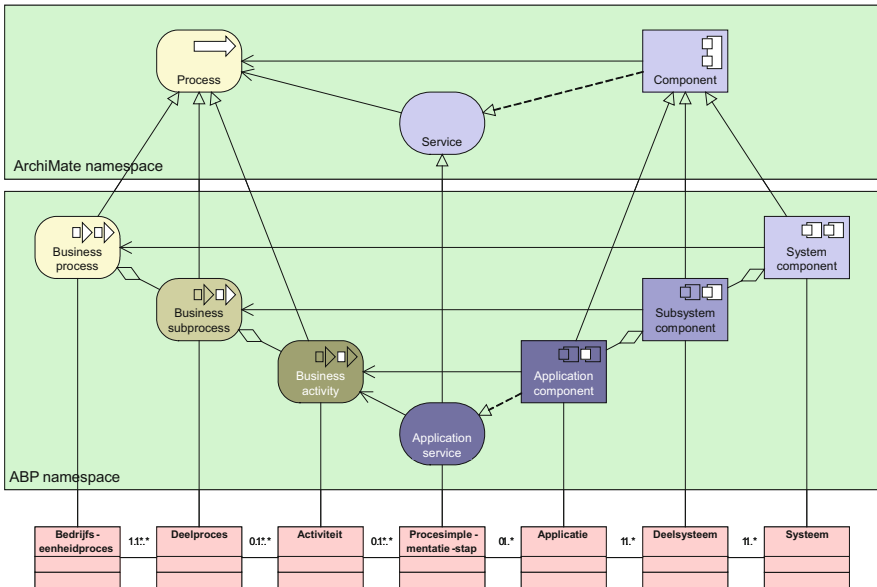 Process
Component
Service
ArchiMate namespace
Business
process
System
component
Business
subprocess
Subsystem
component
Business
activity
Application
component
Application
service
ABP namespace
Bedrijfs-
eenheidproces
Deelproces
Activiteit
Procesimple-
mentatie-stap
Applicatie
Deelsysteem
Systeem